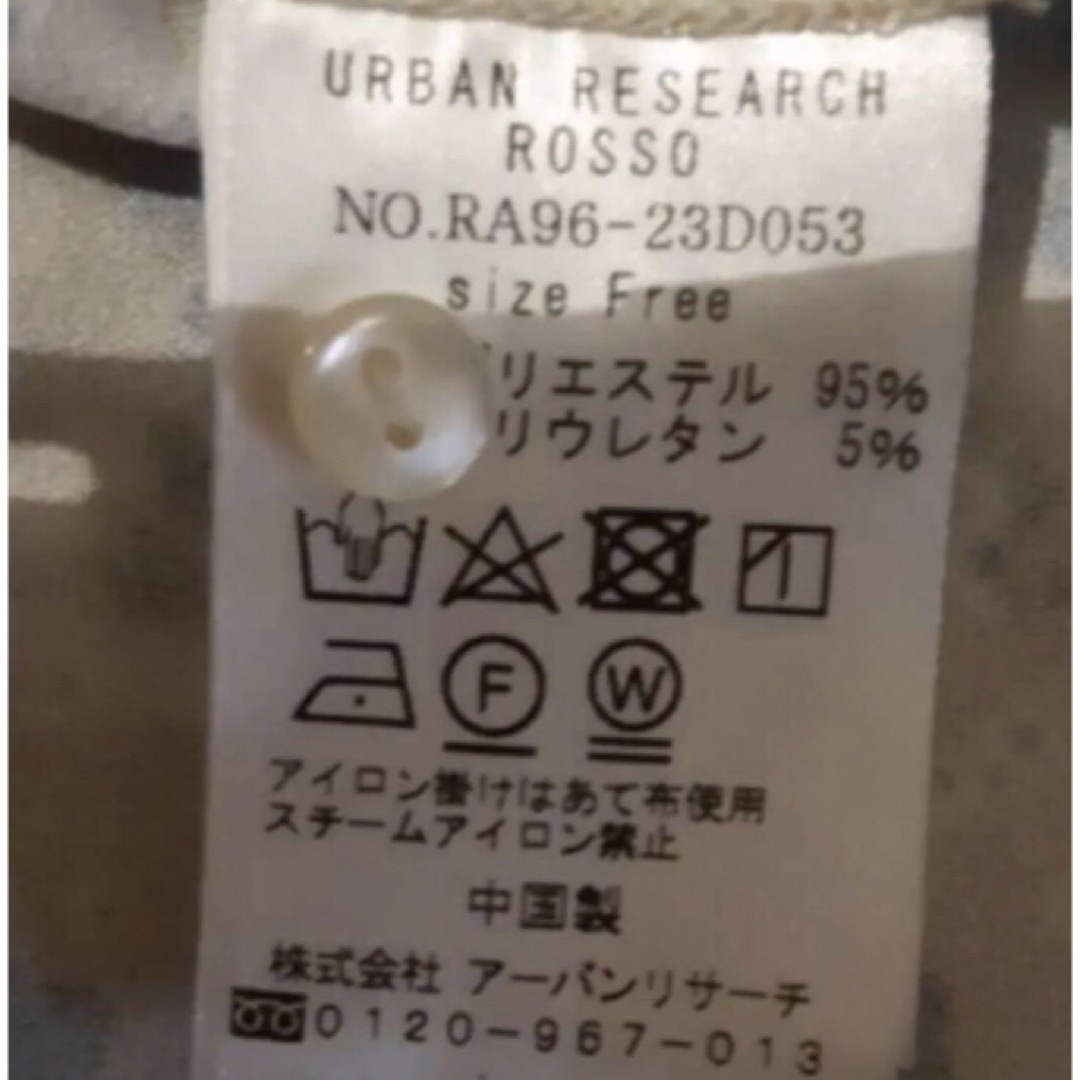 URBAN RESEARCH
ROSSO
NO.RA96-23D053
size Free
リエステル 95%
リウレタン 5%
F W
アイロン掛けはあて布使用
スチームアイロン禁止
中国製
株式会社 アーバンリサーチ
0120-967-013